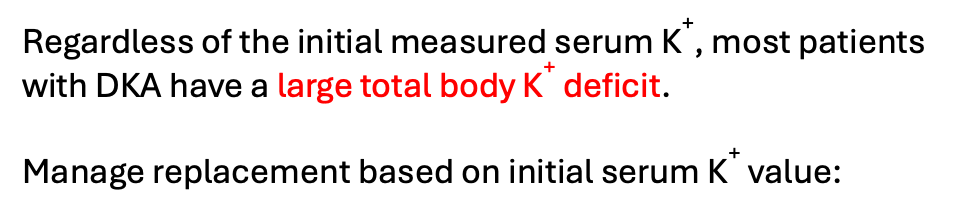 Regardless of the initial measured serum K⁺, most patients
with DKA have a large total body K⁺ deficit.
Manage replacement based on initial serum K⁺ value: